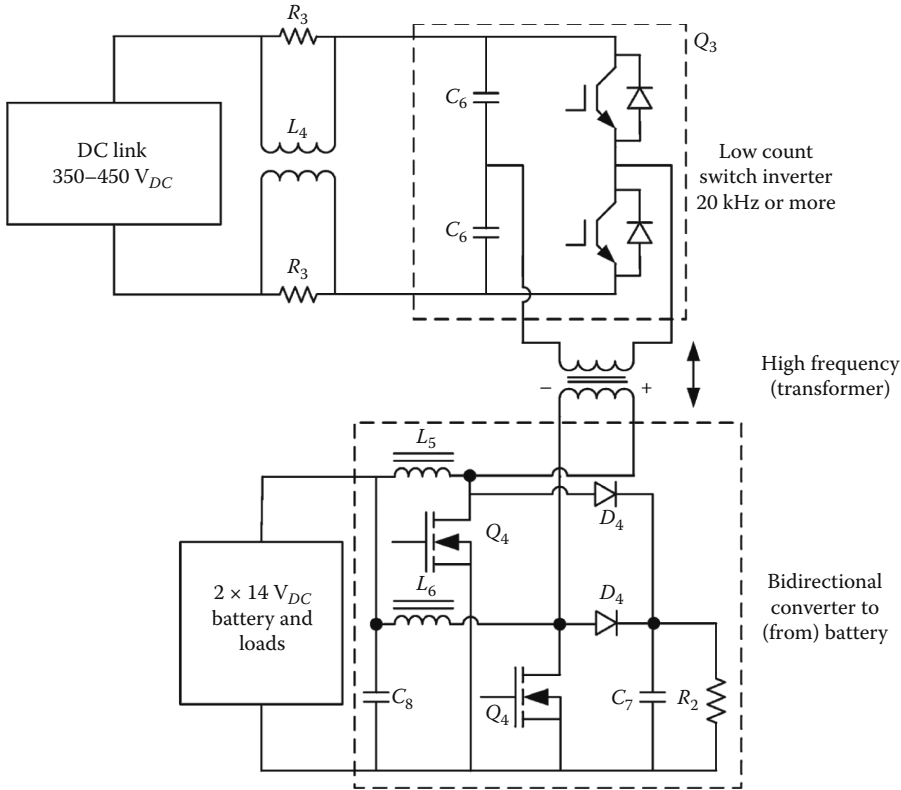 R3
Q3
C6
L4
DC link
350–450 VDC
Low count
switch inverter
20 kHz or more
C6
R3
High frequency
(transformer)
– +
L5
D4
Q4
2 × 14 VDC
battery and
loads
L6
D4
Bidirectional
converter to
(from) battery
C8
Q4
C7
R2